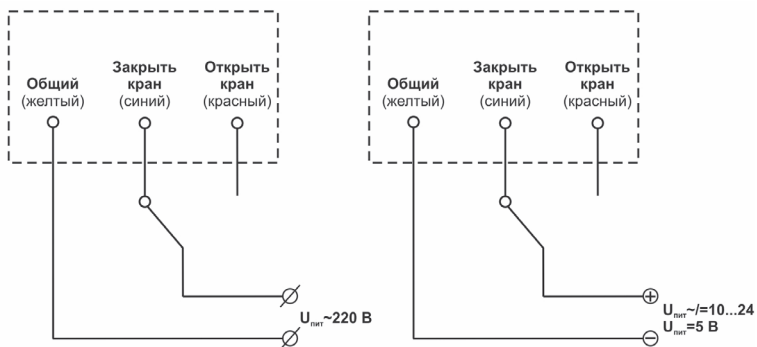 Общий
(желтый)
Закрыть
кран
(синий)
Открыть
кран
(красный)
Uпит~220 В
Общий
(желтый)
Закрыть
кран
(синий)
Открыть
кран
(красный)
Uпит~/=10...24
Uпит=5 В